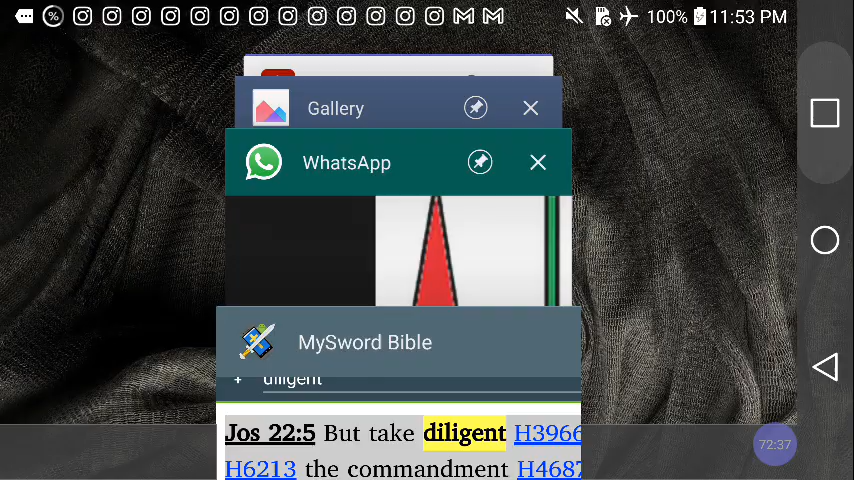 100% 11:53 PM
Gallery
WhatsApp
MySword Bible
+ diligent
Jos 22:5 But take diligent H3966
H6213 the commandment H4687
72:37